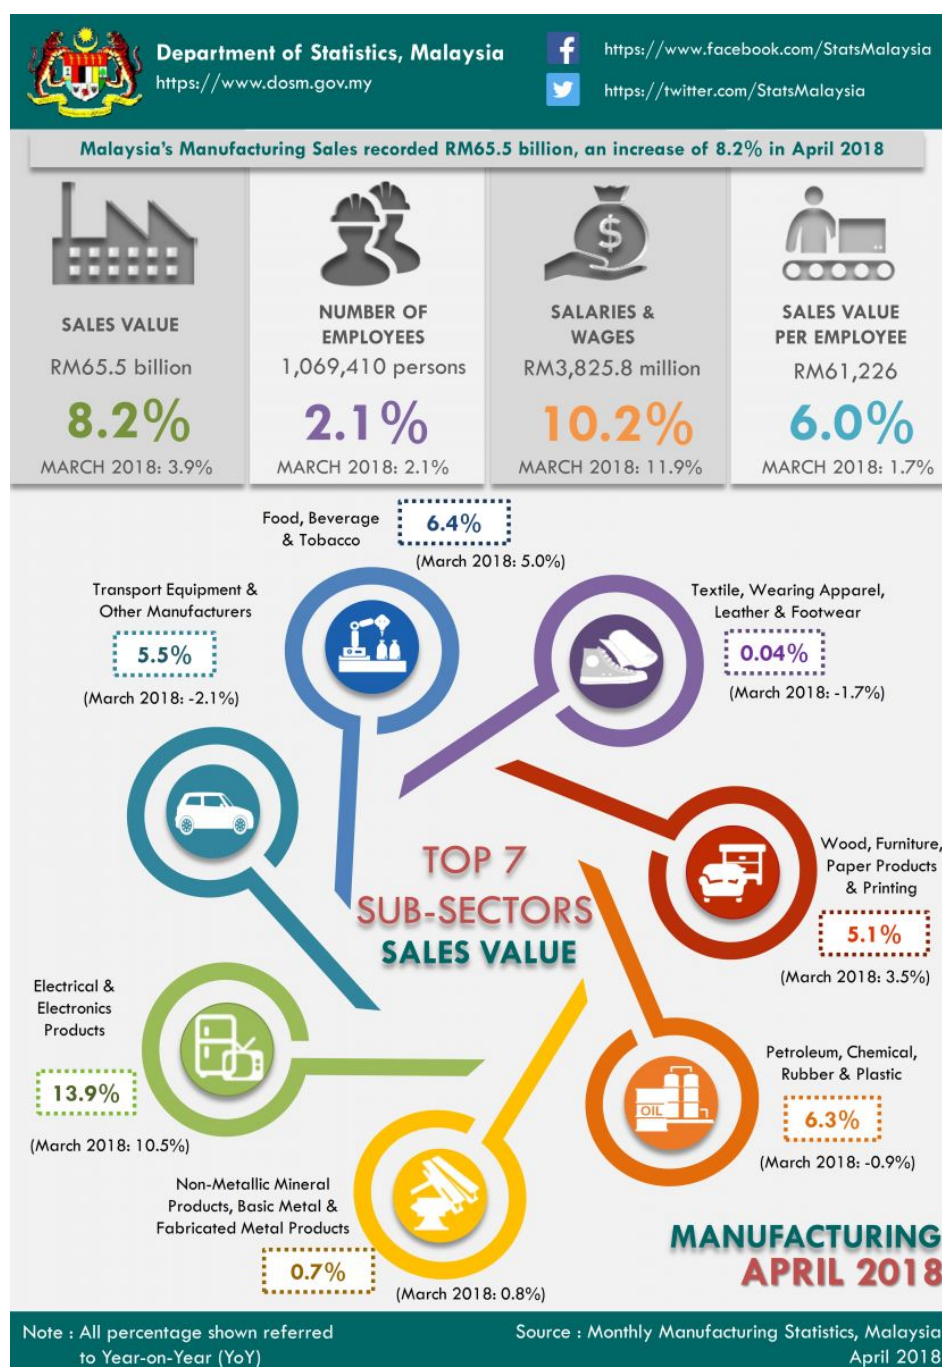 Department of Statistics, Malaysia
https://www.dosm.gov.my
https://www.facebook.com/StatsMalaysia
https://twitter.com/StatsMalaysia
Malaysia's Manufacturing Sales recorded RM65.5 billion, an increase of 8.2% in April 2018
SALES VALUE
RM65.5 billion
8.2%
MARCH 2018: 3.9%
NUMBER OF
EMPLOYEES
1,069,410 persons
2.1%
MARCH 2018: 2.1%
SALARIES &
WAGES
RM3,825.8 million
10.2%
MARCH 2018: 11.9%
SALES VALUE
PER EMPLOYEE
RM61,226
6.0%
MARCH 2018: 1.7%
Food, Beverage
& Tobacco
6.4%
(March 2018: 5.0%)
Transport Equipment &
Other Manufacturers
5.5%
(March 2018: -2.1%)
Textile, Wearing Apparel,
Leather & Footwear
0.04%
(March 2018: -1.7%)
TOP 7
SUB-SECTORS
SALES VALUE
Wood, Furniture,
Paper Products
& Printing
5.1%
(March 2018: 3.5%)
Electrical &
Electronics
Products
13.9%
(March 2018: 10.5%)
OIL
Petroleum, Chemical,
Rubber & Plastic
6.3%
(March 2018: -0.9%)
Non-Metallic Mineral
Products, Basic Metal &
Fabricated Metal Products
0.7%
(March 2018: 0.8%)
MANUFACTURING
APRIL 2018
Note : All percentage shown referred
to Year-on-Year (YoY)
Source : Monthly Manufacturing Statistics, Malaysia
April 2018